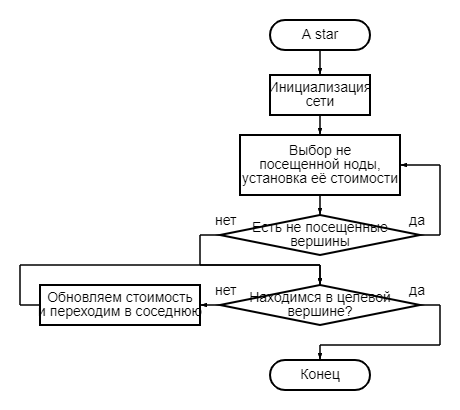 A star
Инициализация
сети
Выбор не
посещенной ноды,
установка её стоимости
нет
Есть не посещенные
вершины
да
нет
Находимся в целевой
вершине?
да
Обновляем стоимость
и переходим в соседнюю
Конец